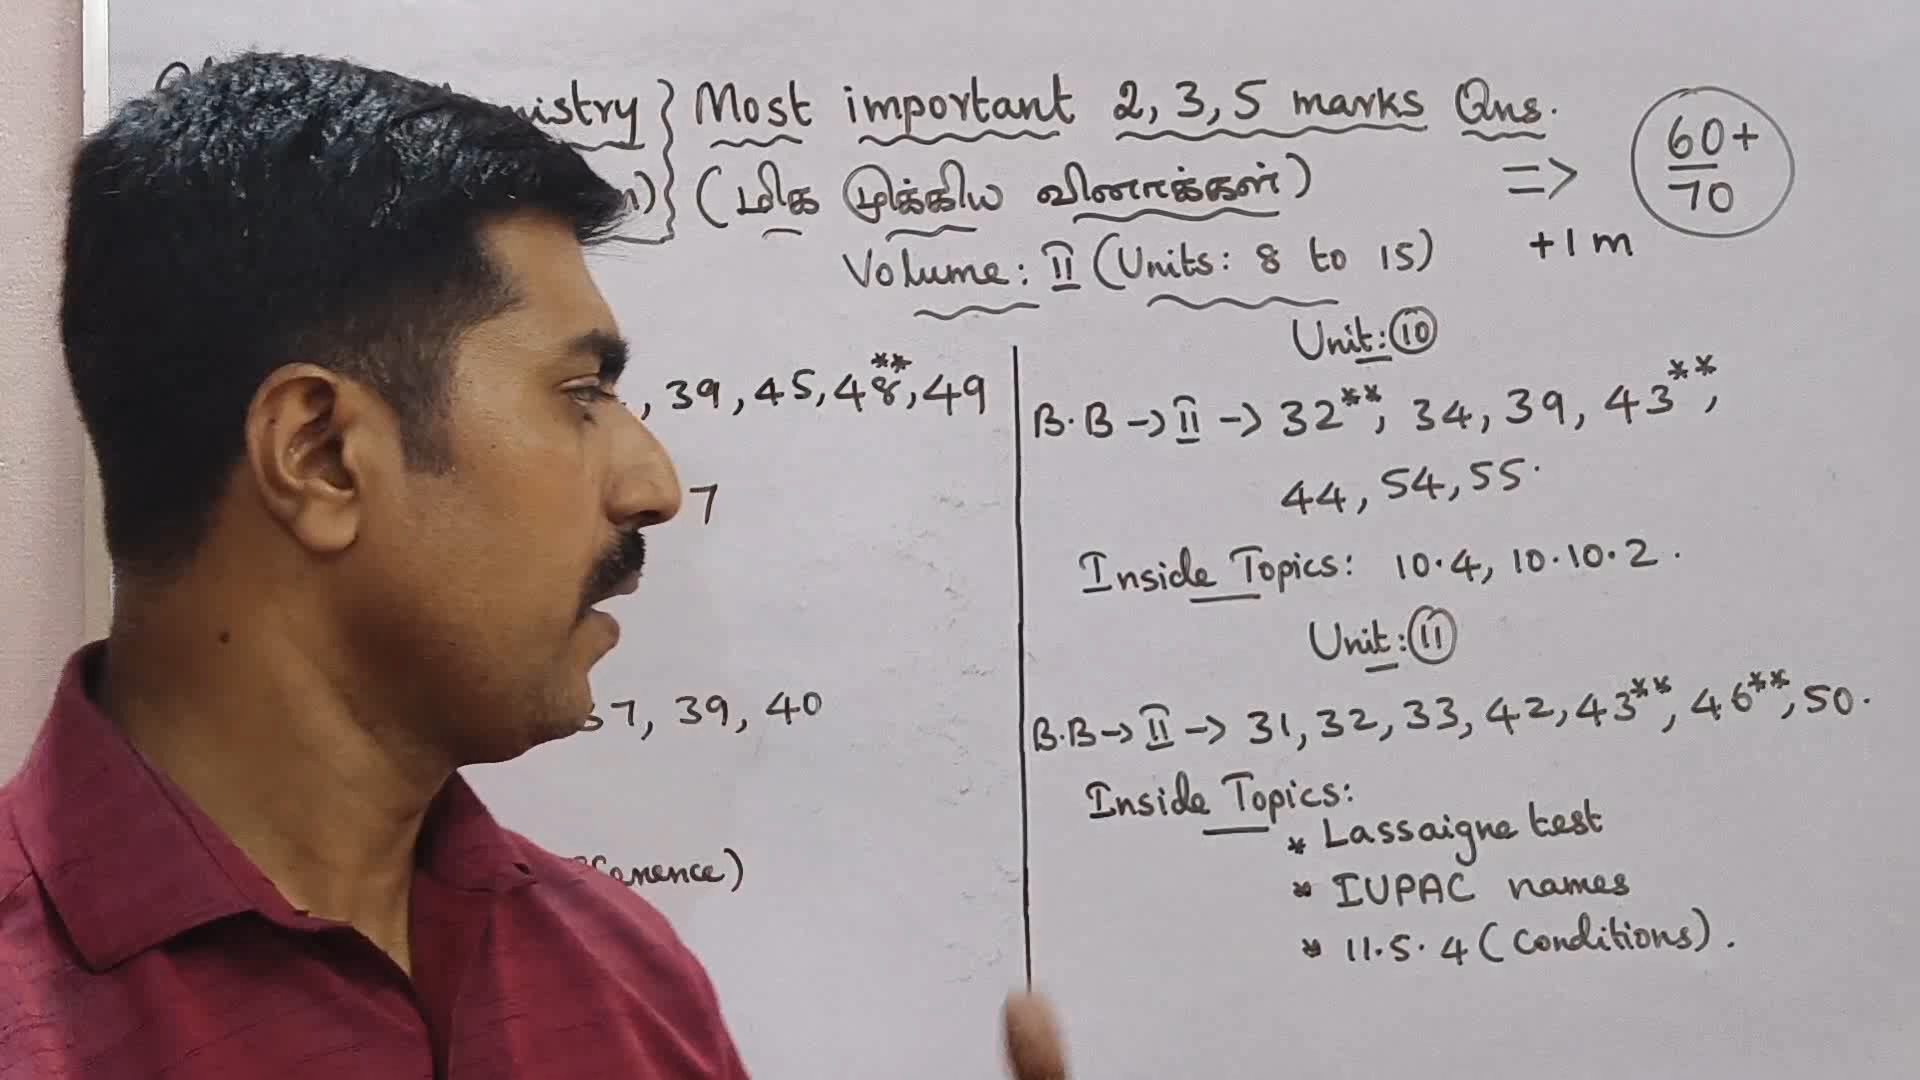 Most important 2, 3, 5 marks Qns.
(மிக முக்கிய வினாக்கள்) => 60+/70
Volume: II (Units: 8 to 15) +1 m
, 39, 45, 48**, 49
7
37, 39, 40
Unit: 10
B.B → II → 32**, 34, 39, 43**,
44, 54, 55.
Inside Topics: 10.4, 10.10.2.
Unit: 11
B.B → II → 31, 32, 33, 42, 43**, 46**, 50.
Inside Topics:
* Lassaigne test
* IUPAC names
* 11.5.4 (Conditions).